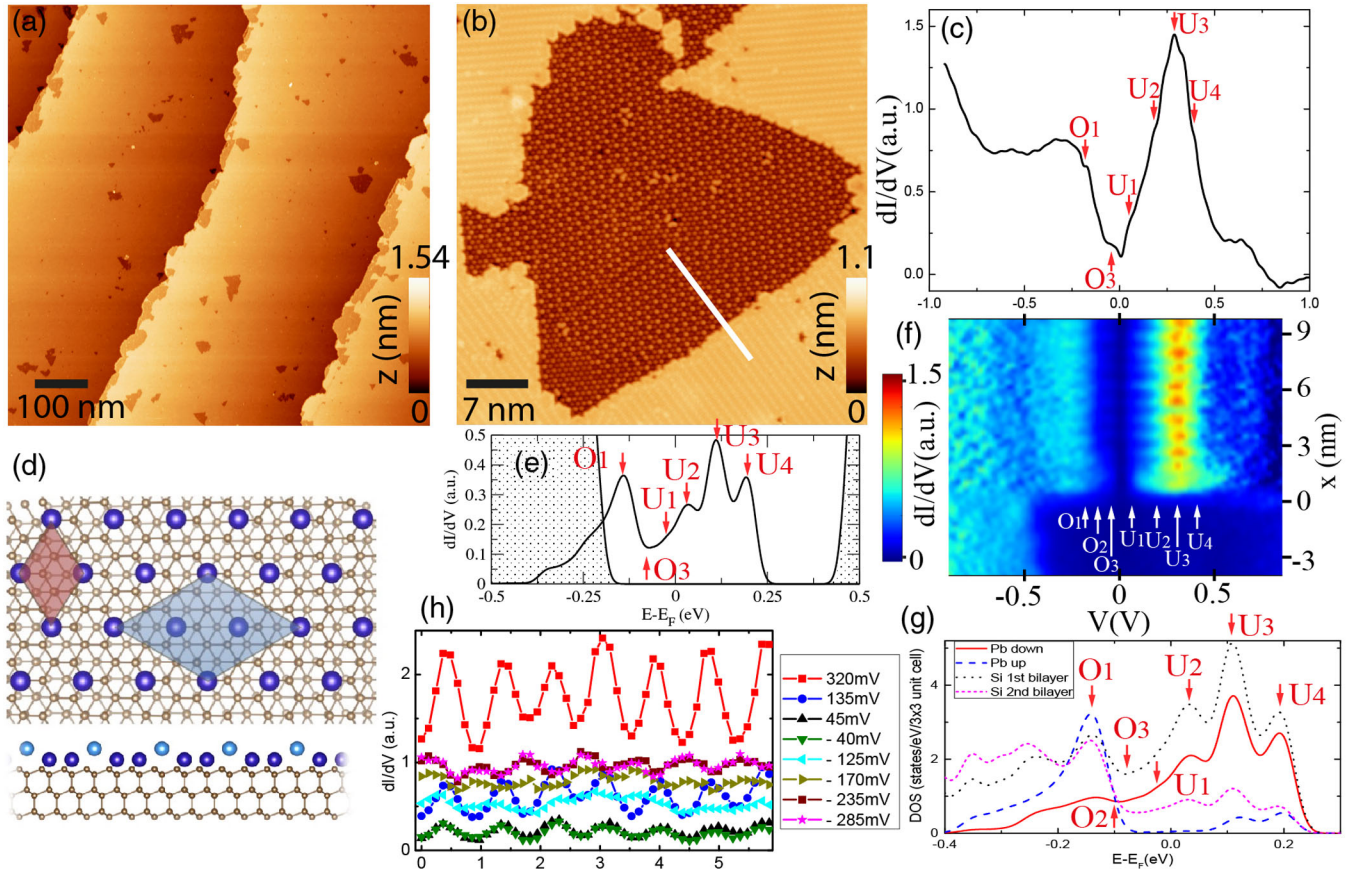 (a)
1.54
z (nm)
0
100 nm
(b)
1.1
z (nm)
0
7 nm
(c)
dI/dV (a.u.)
1.5
1.0
0.5
0.0
-1.0
-0.5
0.0
0.5
1.0
O1
O3
U1
U2
U3
U4
(d)
(e)
dI/dV (a.u.)
0.5
0.4
0.3
0.2
0.1
0
-0.5
-0.25
0
0.25
0.5
E-EF (eV)
O1
U1
U2
U3
U4
O3
(f)
1.5
dI/dV (a.u.)
0
9
6
3
0
-3
x (nm)
O1
O2
O3
U1
U2
U3
U4
-0.5
0
0.5
V(V)
(h)
dI/dV (a.u.)
2
1
0
0
1
2
3
4
5
320mV
135mV
45mV
- 40mV
- 125mV
- 170mV
- 235mV
- 285mV
(g)
Pb down
Pb up
Si 1st bilayer
Si 2nd bilayer
DOS (states/eV/3x3 unit cell)
4
2
0
-0.4
-0.2
0.0
0.2
E-EF(eV)
O1
O3
O2
U1
U2
U3
U4